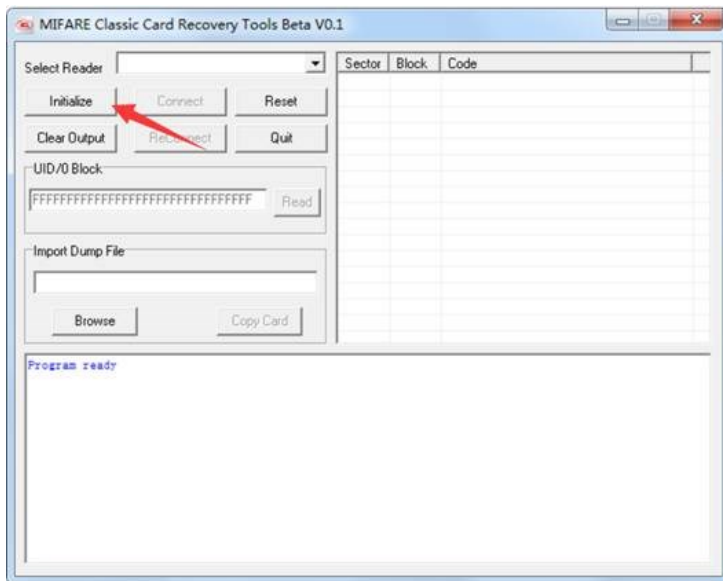 MIFARE Classic Card Recovery Tools Beta V0.1
Select Reader
Sector Block Code
Initialize Connect Reset
Clear Output ReConnect Quit
UID/0 Block
FFFFFFFFFFFFFFFFFFFFFFFFFFFFFFFF
Read
Import Dump File
Browse Copy Card
Program ready